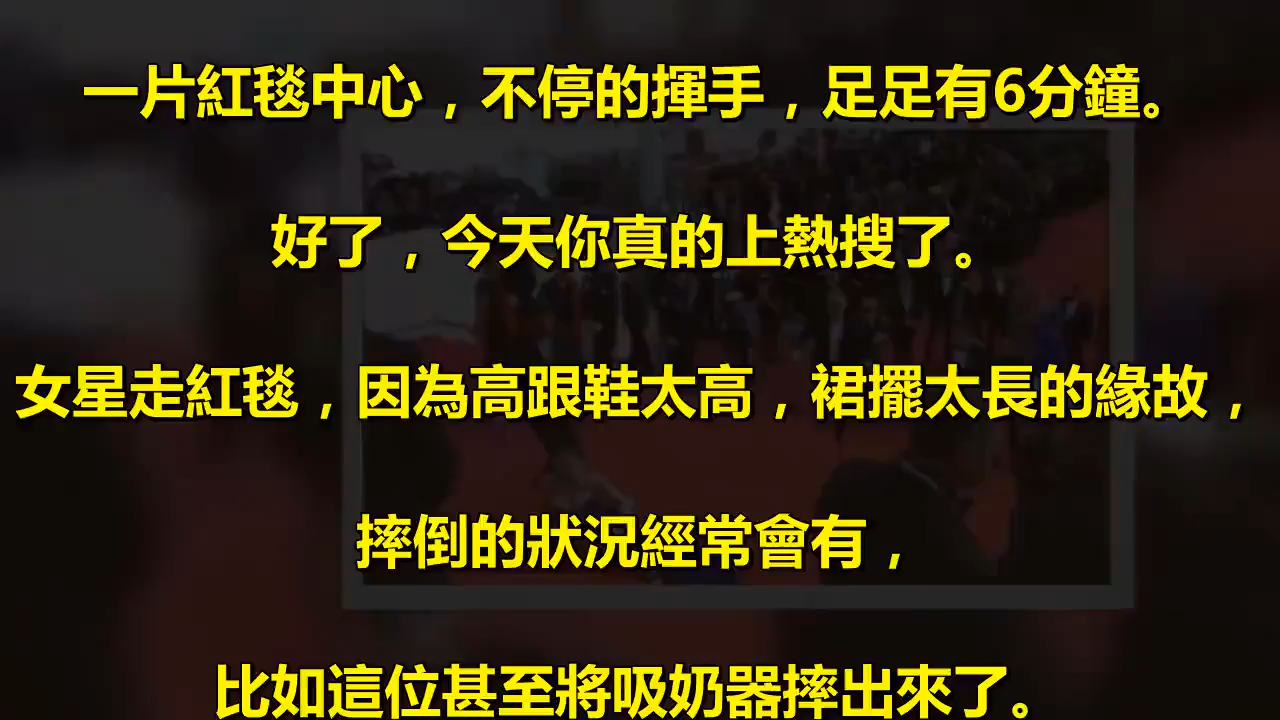 一片紅毯中心，不停的揮手，足足有6分鐘。
好了，今天你真的上熱搜了。
女星走紅毯，因為高跟鞋太高，裙擺太長的緣故，
摔倒的狀況經常會有，
比如這位甚至將吸奶器摔出來了。